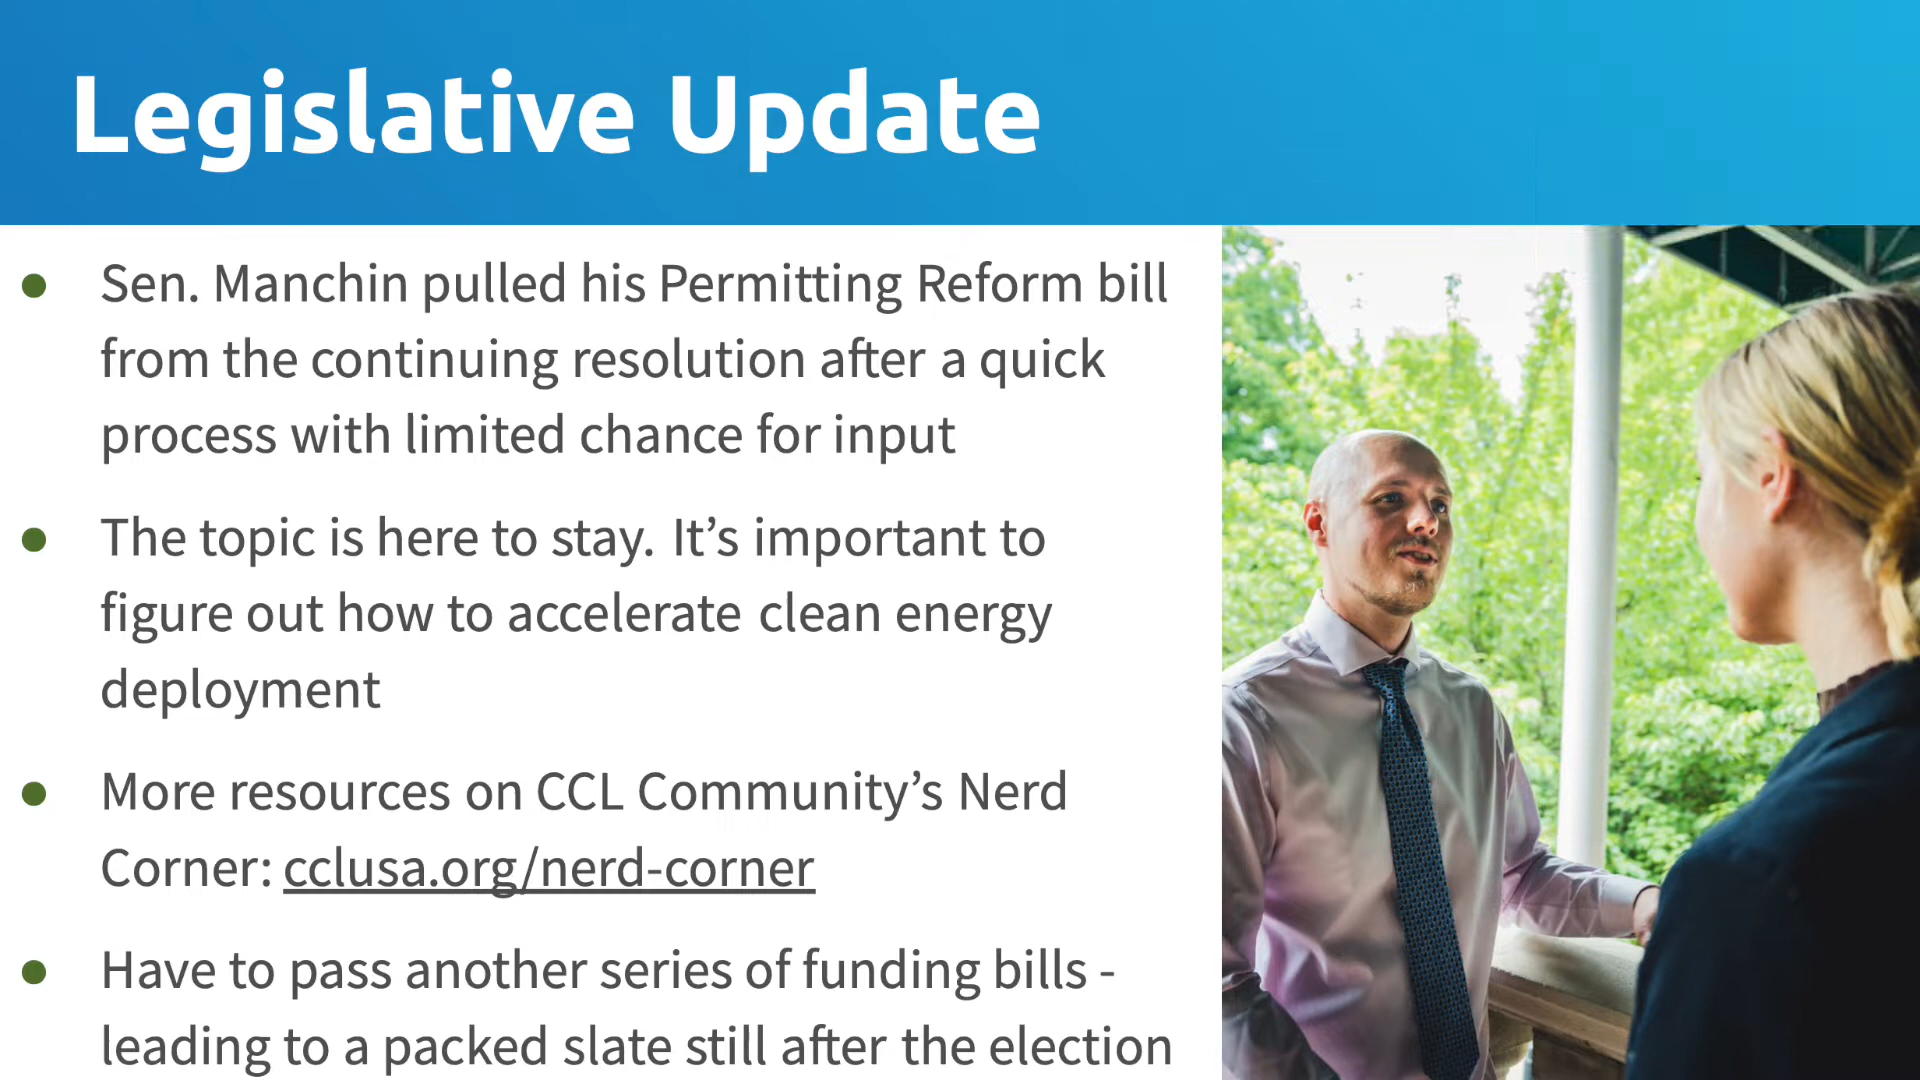 Legislative Update
● Sen. Manchin pulled his Permitting Reform bill
from the continuing resolution after a quick
process with limited chance for input
● The topic is here to stay. It’s important to
figure out how to accelerate clean energy
deployment
● More resources on CCL Community’s Nerd
Corner: cclusa.org/nerd-corner
● Have to pass another series of funding bills -
leading to a packed slate still after the election